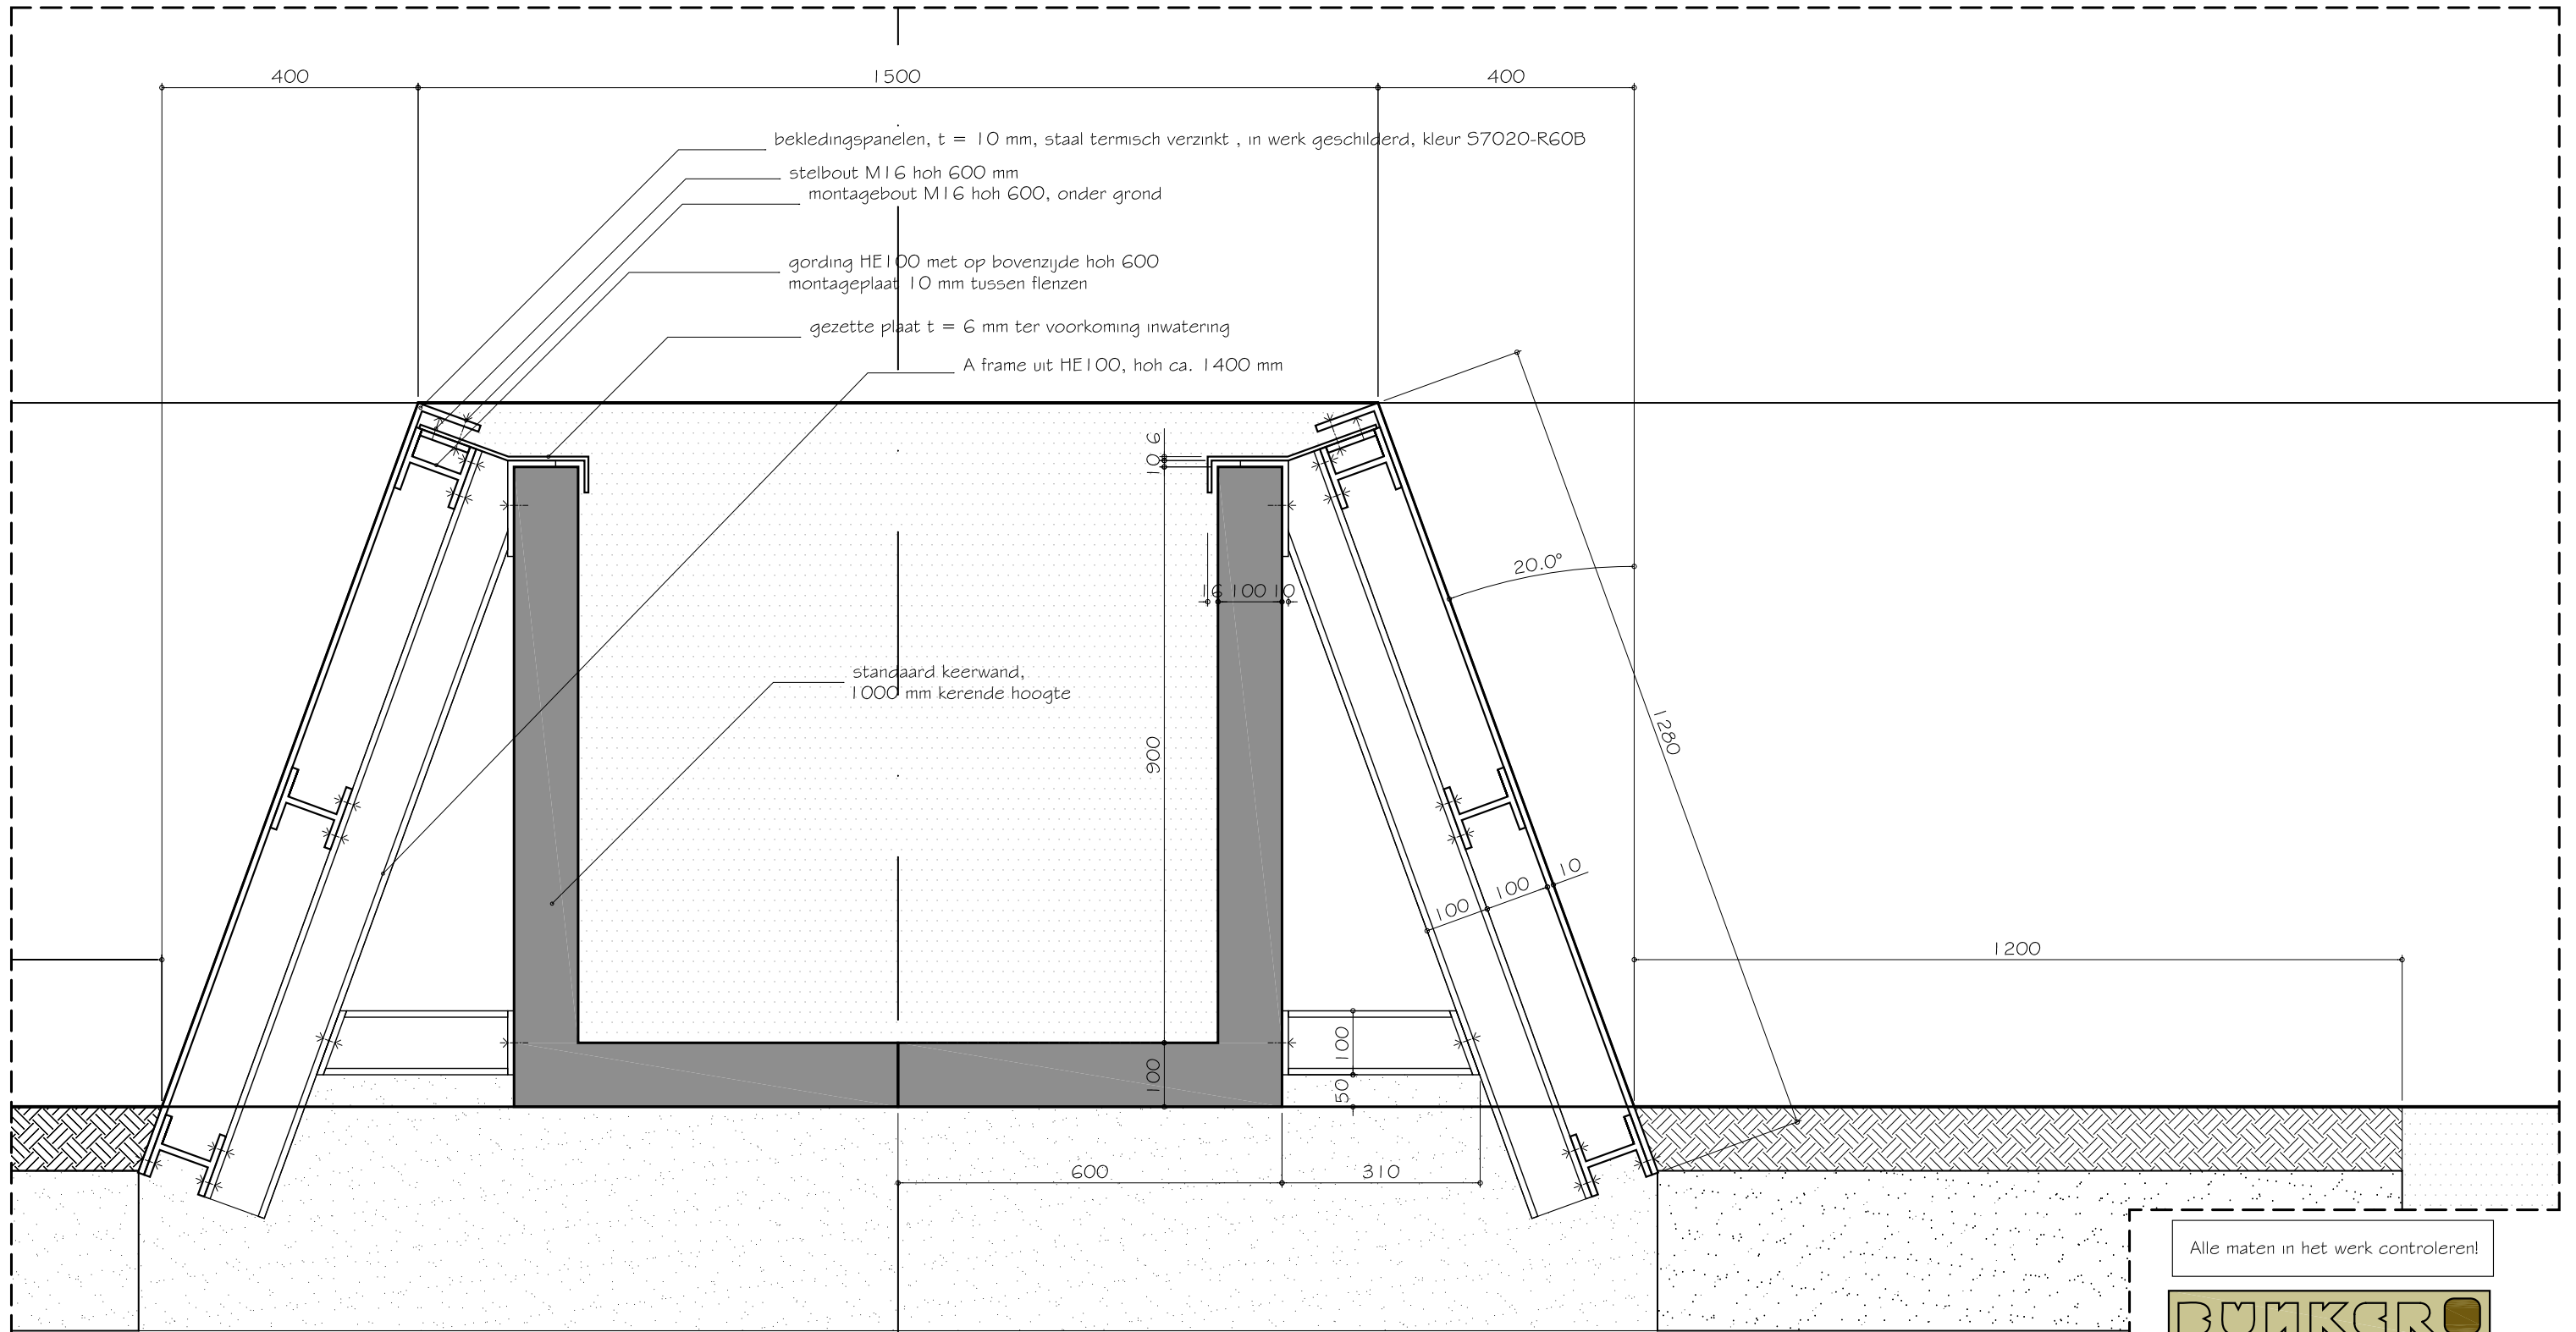 400
1500
400
bekledingspanelen, t = 10 mm, staal termisch verzinkt , in werk geschilderd, kleur S7020-R60B
stelbout M16 hoh 600 mm
montagebout M16 hoh 600, onder grond
gording HE100 met op bovenzijde hoh 600
montageplaat 10 mm tussen flenzen
gezette plaat t = 6 mm ter voorkoming inwatering
A frame uit HE100, hoh ca. 1400 mm
10 6
20.0°
16 100 10
standaard keerwand,
1000 mm kerende hoogte
900
1280
100 100 10
1200
100
100
50
600
310
Alle maten in het werk controleren!
BUNKER